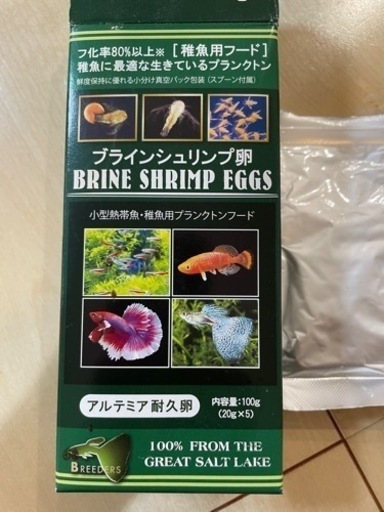 フ化率80%以上※［稚魚用フード］
稚魚に最適な生きているプランクトン
鮮度保持に優れる小分け真空パック包装（スプーン付属）
ブラインシュリンプ卵
BRINE SHRIMP EGGS
小型熱帯魚・稚魚用プランクトンフード
アルテミア耐久卵
内容量:100g
(20g×5)
BREEDERS
100% FROM THE
GREAT SALT LAKE